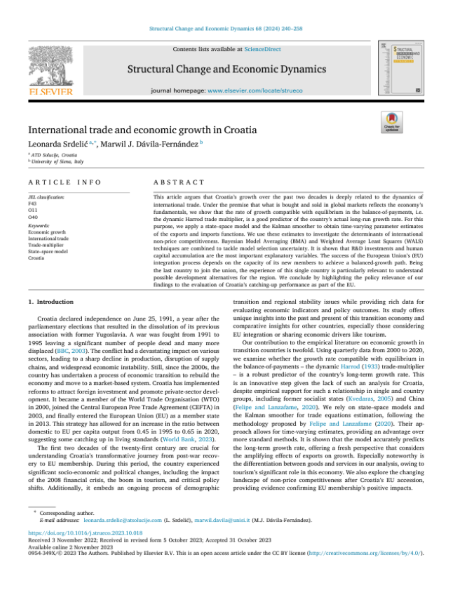 Structural Change and Economic Dynamics 68 (2024) 240–258
Contents lists available at ScienceDirect
Structural Change and Economic Dynamics
journal homepage: www.elsevier.com/locate/strueco
ELSEVIER
International trade and economic growth in Croatia
Leonarda Srdelić a,*, Marwil J. Dávila-Fernández b
a ATO Solucije, Croatia
b University of Siena, Italy
ARTICLE INFO
JEL classification:
F43
O11
O40
Keywords:
Economic growth
International trade
Trade-multiplier
State-space model
Croatia
ABSTRACT
This article argues that Croatia's growth over the past two decades is deeply related to the dynamics of
international trade. Under the premise that what is bought and sold in global markets reflects the economy's
fundamentals, we show that the rate of growth compatible with equilibrium in the balance-of-payments, i.e.
the dynamic Harrod trade multiplier, is a good predictor of the country's actual long-run growth rate. For this
purpose, we apply a state-space model and the Kalman smoother to obtain time-varying parameter estimates
of the exports and imports functions. We use these estimates to investigate the determinants of international
non-price competitiveness. Bayesian Model Averaging (BMA) and Weighted Average Least Squares (WALS)
techniques are combined to tackle model selection uncertainty. It is shown that R&D investments and human
capital accumulation are the most important explanatory variables. The success of the European Union's (EU)
integration process depends on the capacity of its new members to achieve a balanced-growth path. Being
the last country to join the union, the experience of this single country is particularly relevant to understand
possible development alternatives for the region. We conclude by highlighting the policy relevance of our
findings to the evaluation of Croatia's catching-up performance as part of the EU.
1. Introduction
Croatia declared independence on June 25, 1991, a year after the
parliamentary elections that resulted in the dissolution of its previous
association with former Yugoslavia. A war was fought from 1991 to
1995 leaving a significant number of people dead and many more
displaced (BBC, 2003). The conflict had a devastating impact on various
sectors, leading to a sharp decline in production, disruption of supply
chains, and widespread economic instability. Still, since the 2000s, the
country has undertaken a process of economic transition to rebuild the
economy and move to a market-based system. Croatia has implemented
reforms to attract foreign investment and promote private-sector devel-
opment. It became a member of the World Trade Organisation (WTO)
in 2000, joined the Central European Free Trade Agreement (CEFTA) in
2003, and finally entered the European Union (EU) as a member state
in 2013. This strategy has allowed for an increase in the ratio between
domestic to EU per capita output from 0.45 in 1995 to 0.65 in 2020,
suggesting some catching up in living standards (World Bank, 2023).
The first two decades of the twenty-first century are crucial for
understanding Croatia's transformative journey from post-war recov-
ery to EU membership. During this period, the country experienced
significant socio-economic and political changes, including the impact
of the 2008 financial crisis, the boom in tourism, and critical policy
shifts. Additionally, it embeds an ongoing process of demographic
transition and regional stability issues while providing rich data for
evaluating economic indicators and policy outcomes. Its study offers
unique insights into the past and present of this transition economy and
comparative insights for other countries, especially those considering
EU integration or sharing economic drivers like tourism.
Our contribution to the empirical literature on economic growth in
transition countries is twofold. Using quarterly data from 2000 to 2020,
we examine whether the growth rate compatible with equilibrium in
the balance-of-payments – the dynamic Harrod (1933) trade-multiplier
– is a robust predictor of the country's long-term growth rate. This
is an innovative step given the lack of such an analysis for Croatia,
despite empirical support for such a relationship in single and country
groups, including former socialist states (Kvedaras, 2005) and China
(Felipe and Lanzafame, 2020). We rely on state-space models and
the Kalman smoother for trade equations estimation, following the
methodology proposed by Felipe and Lanzafame (2020). Their ap-
proach allows for time-varying estimates, providing an advantage over
more standard methods. It is shown that the model accurately predicts
the long-term growth rate, offering a fresh perspective that considers
the amplifying effects of exports on growth. Especially noteworthy is
the differentiation between goods and services in our analysis, owing to
tourism's significant role in this economy. We also explore the changing
landscape of non-price competitiveness after Croatia's EU accession,
providing evidence confirming EU membership's positive impacts.
* Corresponding author.
E-mail addresses: leonarda.srdelic@atosolucije.com (L. Srdelić), marwil.davila@unisi.it (M.J. Dávila-Fernández).
https://doi.org/10.1016/j.strueco.2023.10.018
Received 3 November 2022; Received in revised form 5 October 2023; Accepted 31 October 2023
Available online 2 November 2023
0954-349X/© 2023 The Authors. Published by Elsevier B.V. This is an open access article under the CC BY license (http://creativecommons.org/licenses/by/4.0/).